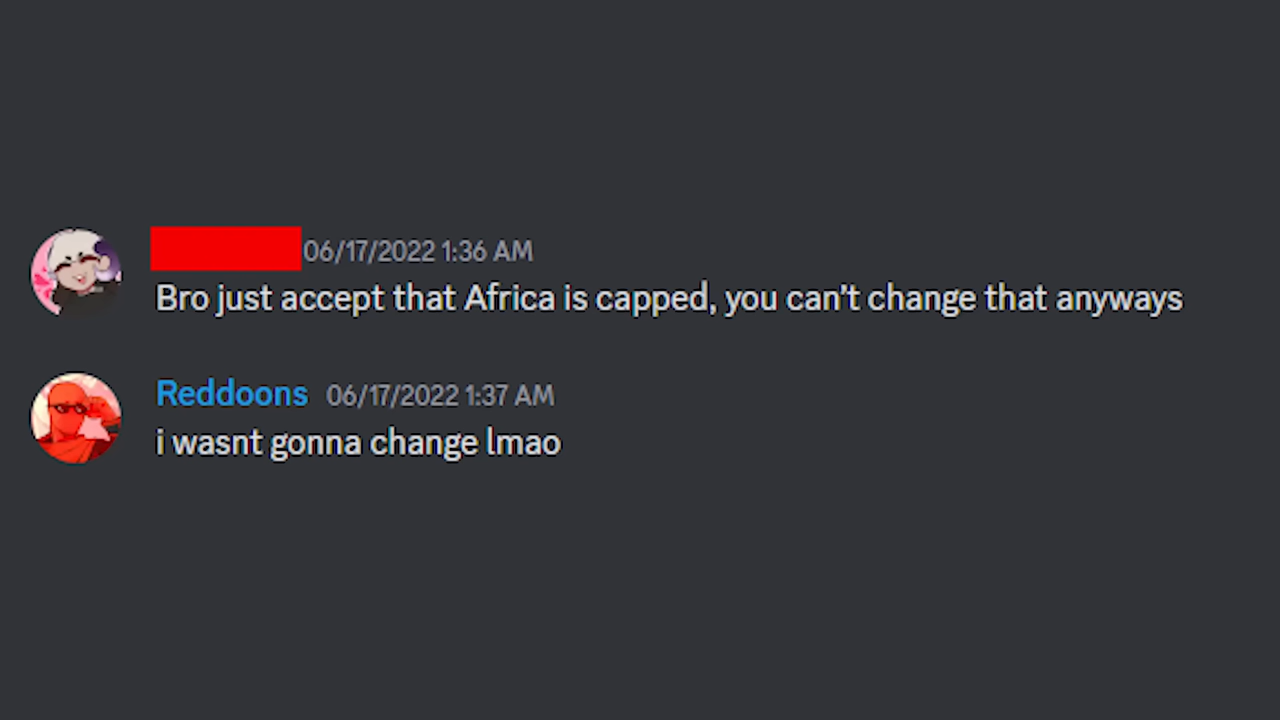 06/17/2022 1:36 AM
Bro just accept that Africa is capped, you can't change that anyways
Reddoons 06/17/2022 1:37 AM
i wasnt gonna change lmao